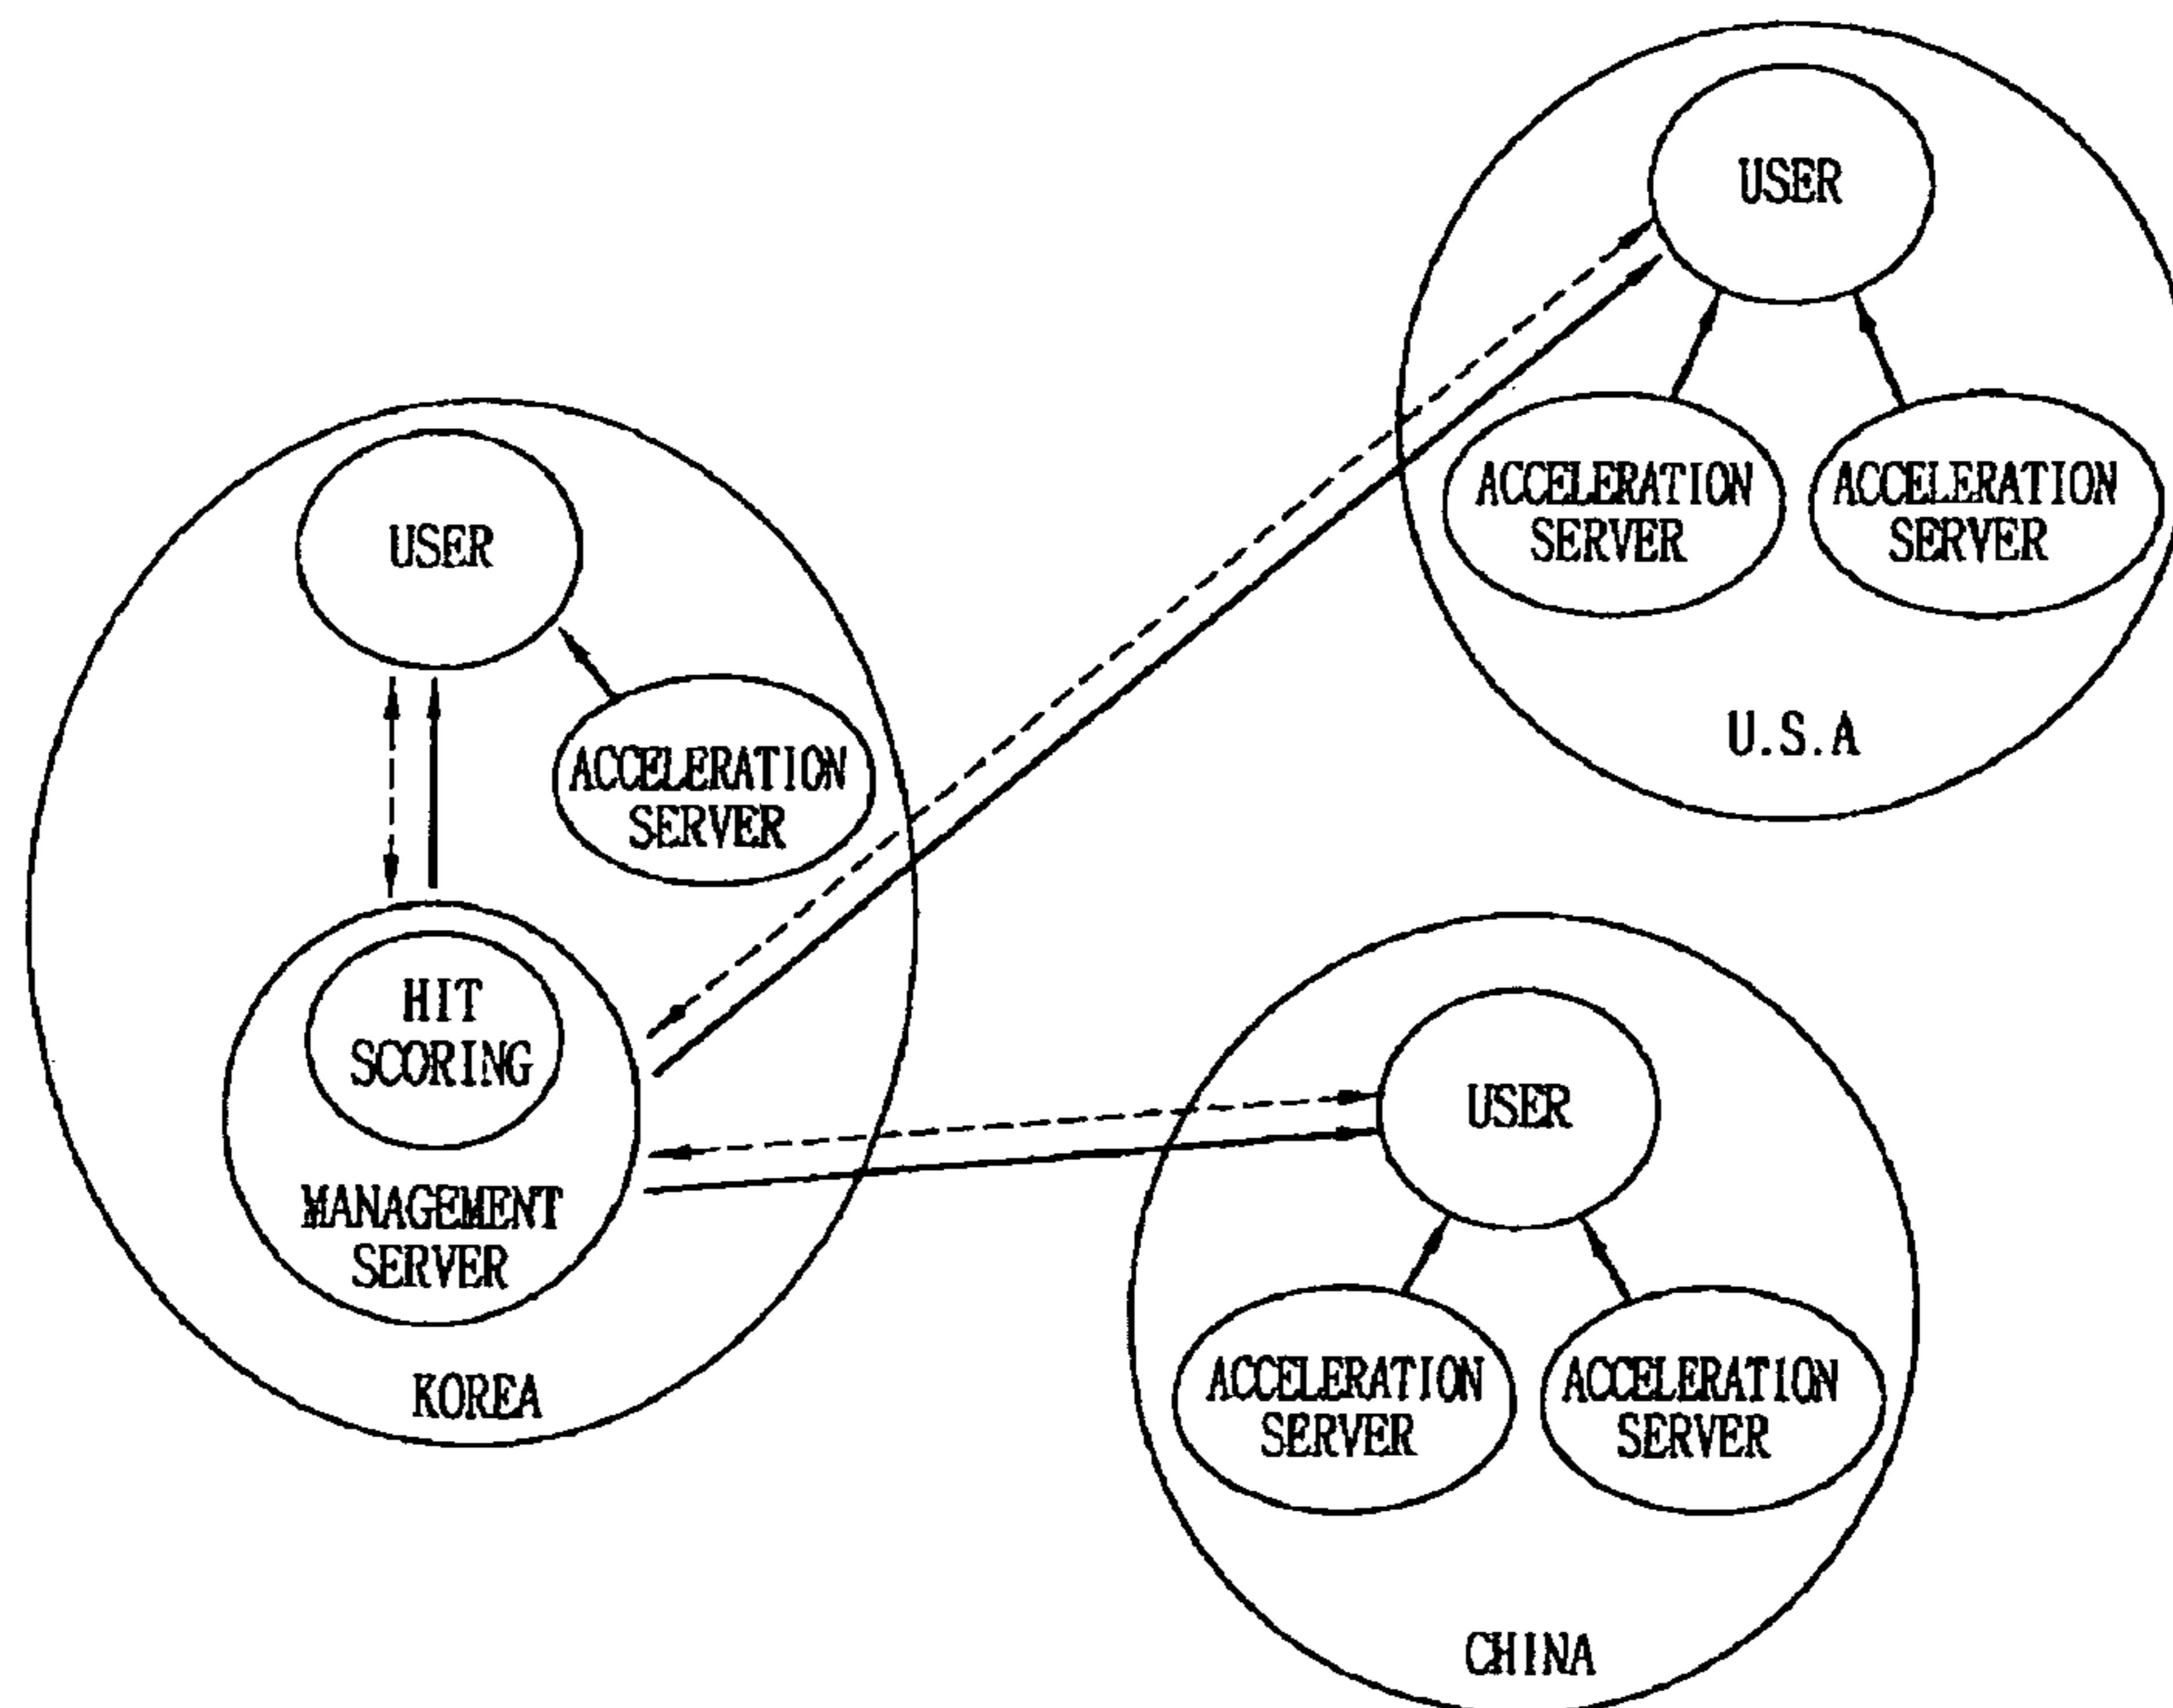 USER
ACCELERATION
SERVER
HIT
SCORING
MANAGEMENT
SERVER
KOREA
USER
ACCELERATION
SERVER
ACCELERATION
SERVER
U.S.A
USER
ACCELERATION
SERVER
ACCELERATION
SERVER
CHINA